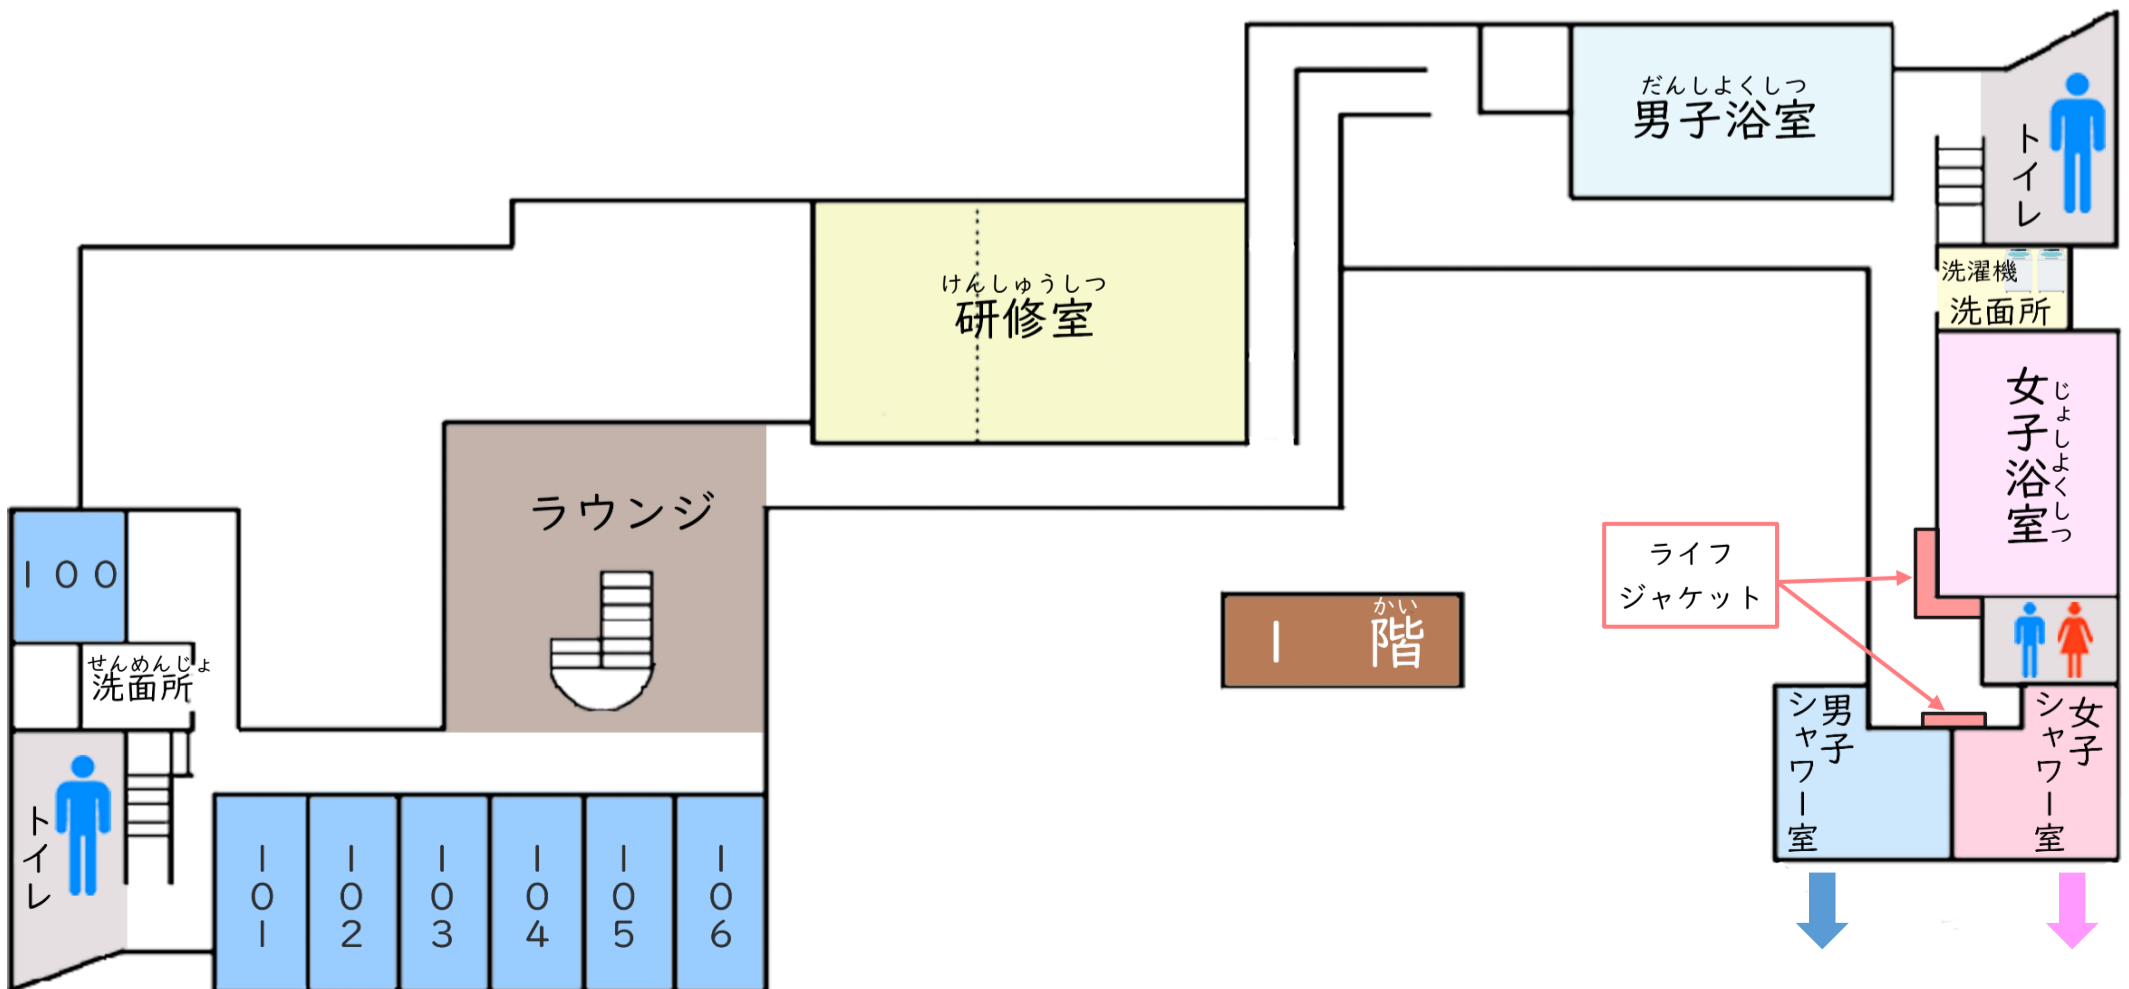 だんしよくしつ
男子浴室
トイレ
けんしゅうしつ
研修室
洗濯機
洗面所
女子浴室
じょしよくしつ
ラウンジ
ライフ
ジャケット
100
せんめんじょ
洗面所
かい
1 階
男子
シャワー室
女子
シャワー室
トイレ
101
102
103
104
105
106